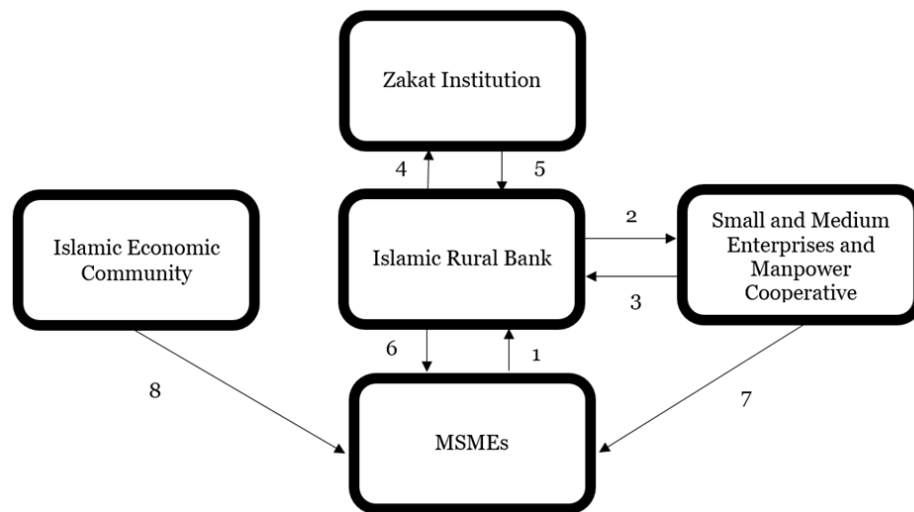 Zakat Institution
4
5
Islamic Economic
Community
Islamic Rural Bank
2
3
Small and Medium
Enterprises and
Manpower
Cooperative
6
1
8
7
MSMEs